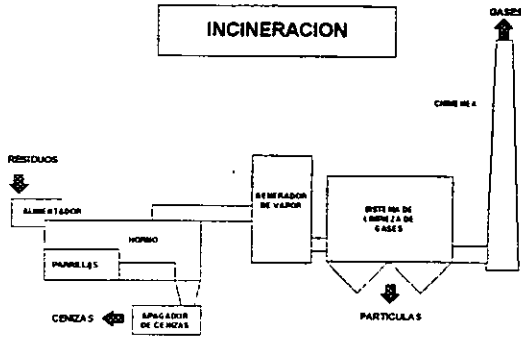 INCINERACION
GASES
CHIMENEA
RESIDUOS
ALIMENTADOR
HORNO
PARRILLAS
GENERADOR
DE VAPOR
SISTEMA DE
LIMPIEZA DE
GASES
CENIZAS
APAGADOR
DE CENIZAS
PARTICULAS